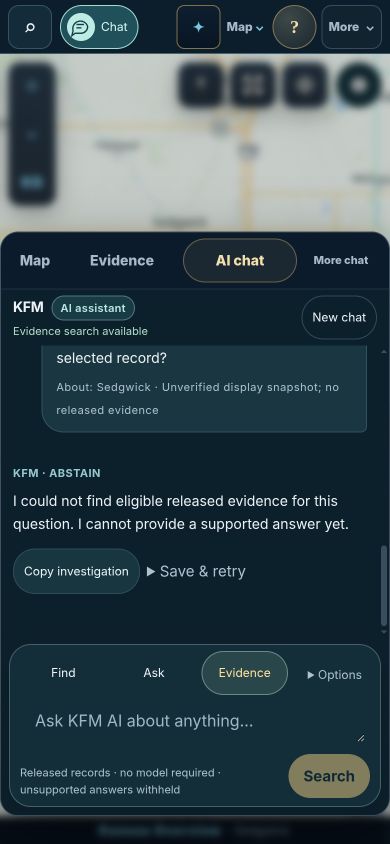 Chat
Map
?
More
Map
Evidence
AI chat
More chat
KFM
AI assistant
Evidence search available
New chat
selected record?
About: Sedgwick · Unverified display snapshot; no
released evidence
KFM · ABSTAIN
I could not find eligible released evidence for this
question. I cannot provide a supported answer yet.
Copy investigation
▶ Save & retry
Find
Ask
Evidence
▶ Options
Ask KFM AI about anything...
Released records · no model required ·
unsupported answers withheld
Search